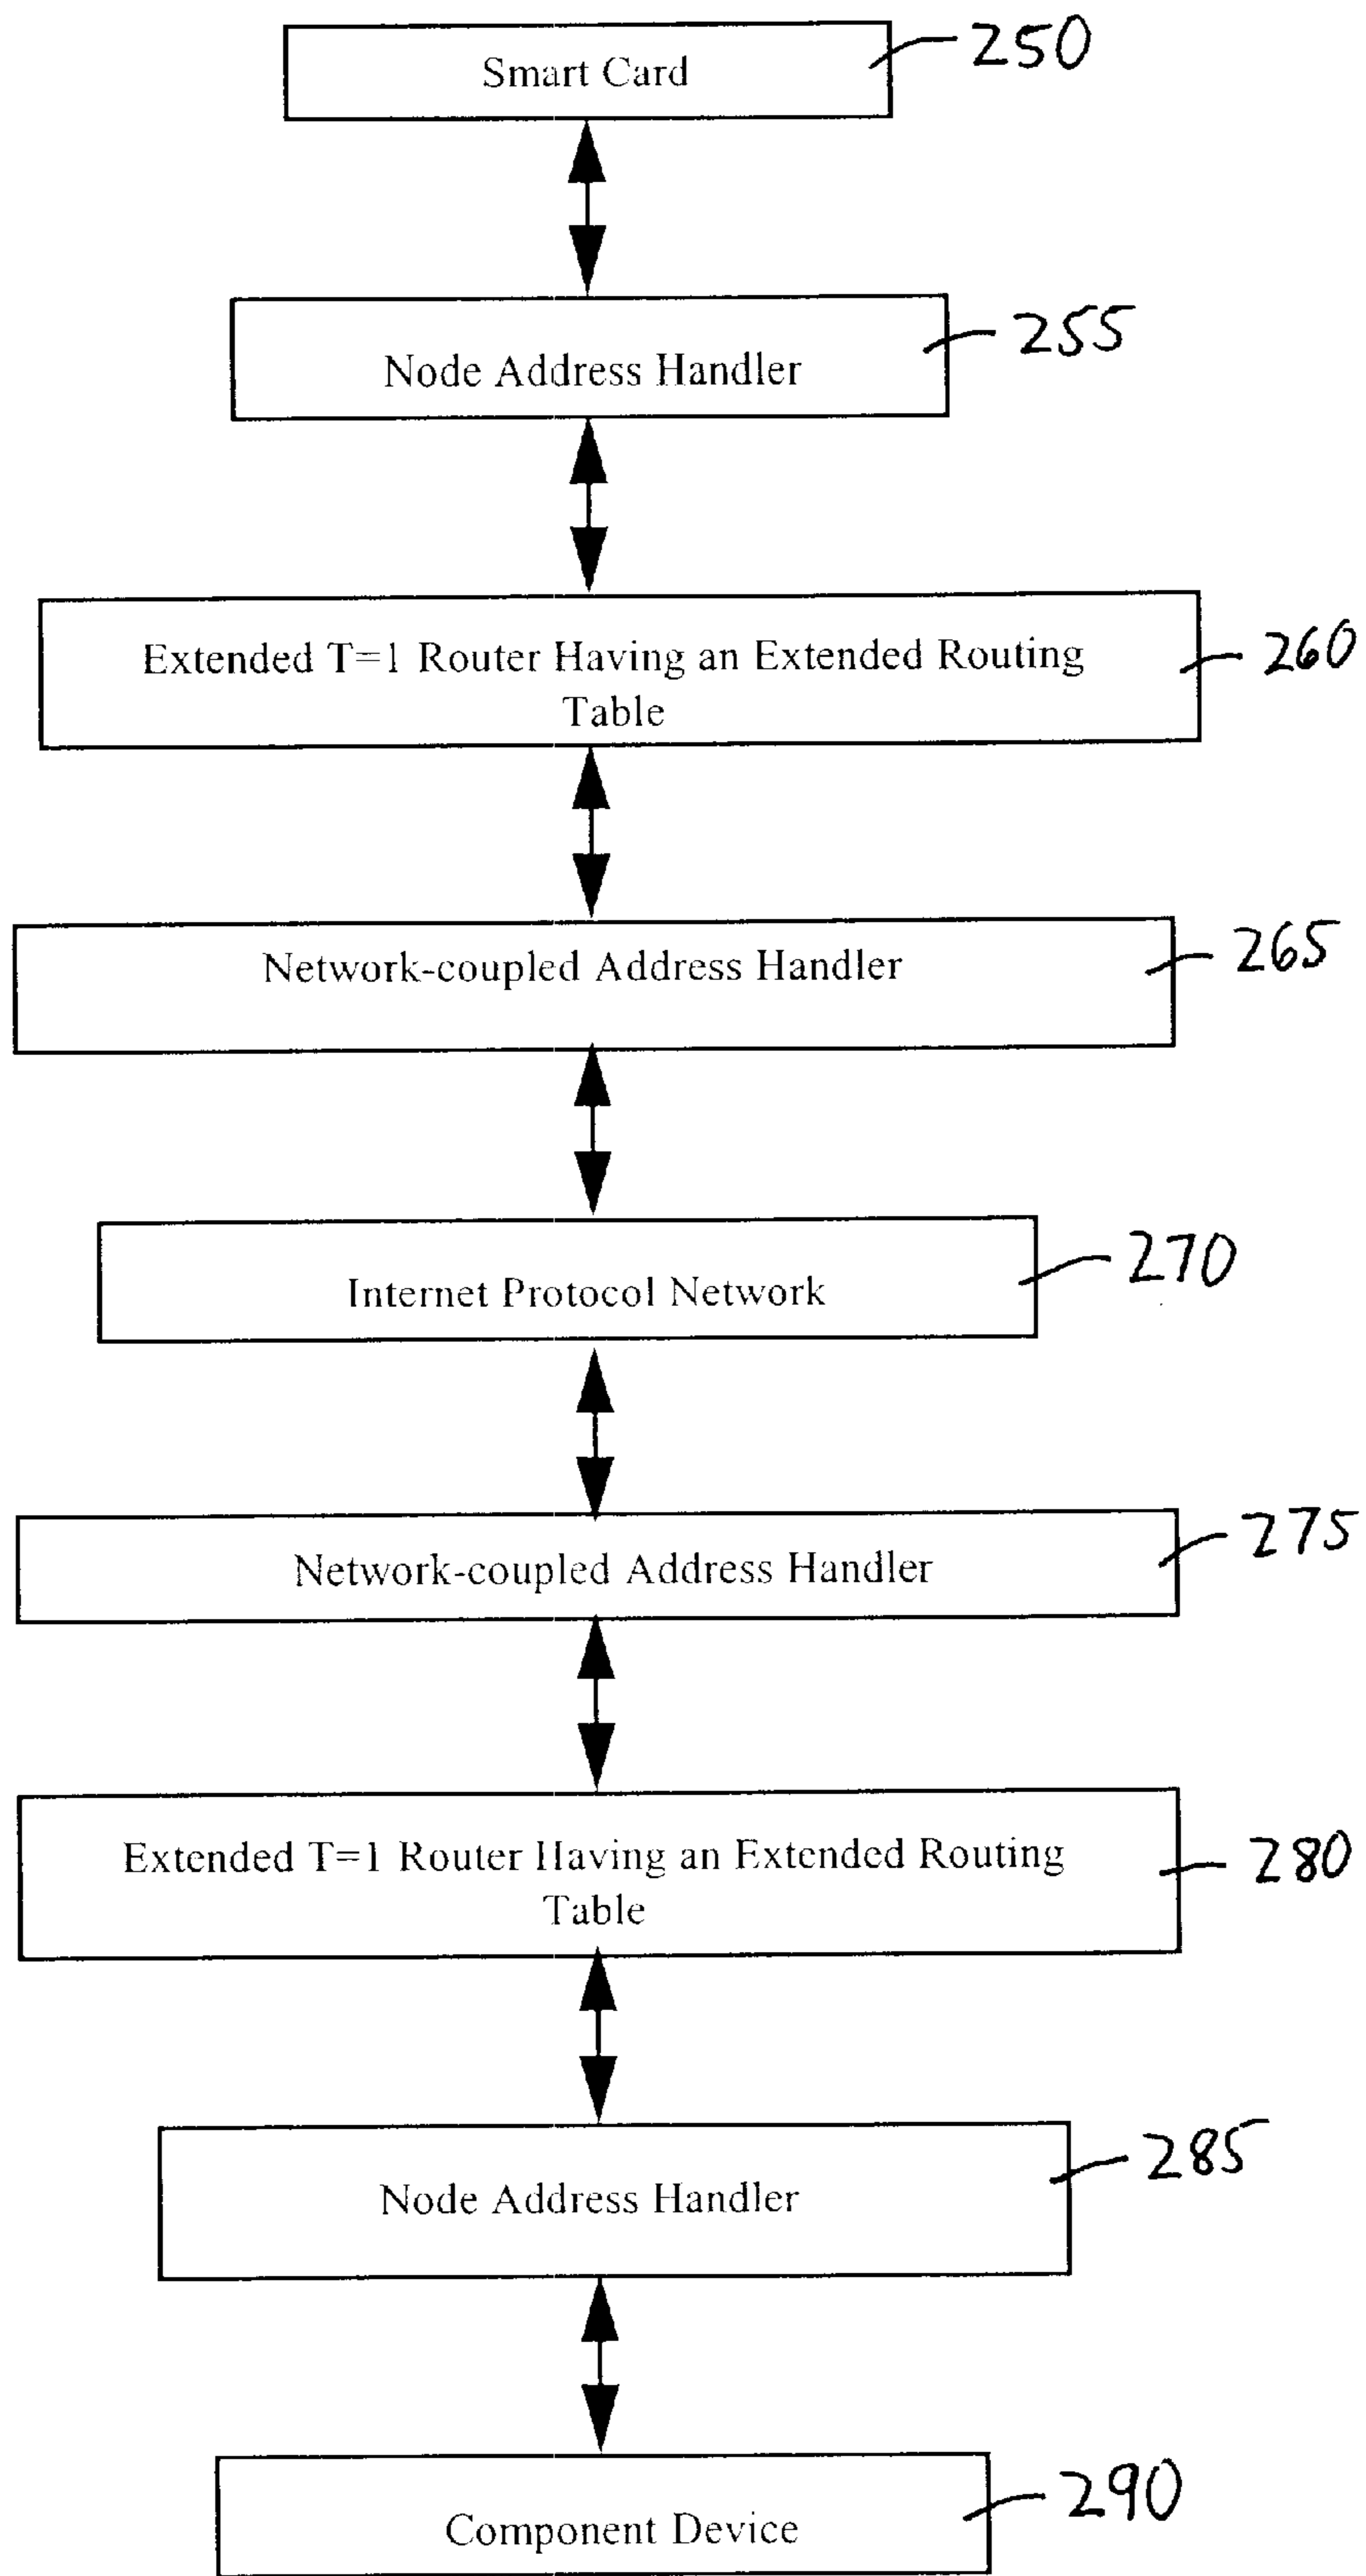 Smart Card
250
Node Address Handler
255
Extended T=1 Router Having an Extended Routing
Table
260
Network-coupled Address Handler
265
Internet Protocol Network
270
Network-coupled Address Handler
275
Extended T=1 Router Having an Extended Routing
Table
280
Node Address Handler
285
Component Device
290